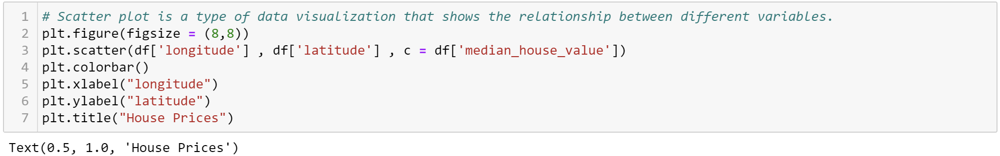 1 # Scatter plot is a type of data visualization that shows the relationship between different variables.
2 plt.figure(figsize = (8,8))
3 plt.scatter(df['longitude'] , df['latitude'] , c = df['median_house_value'])
4 plt.colorbar()
5 plt.xlabel("longitude")
6 plt.ylabel("latitude")
7 plt.title("House Prices")
Text(0.5, 1.0, 'House Prices')